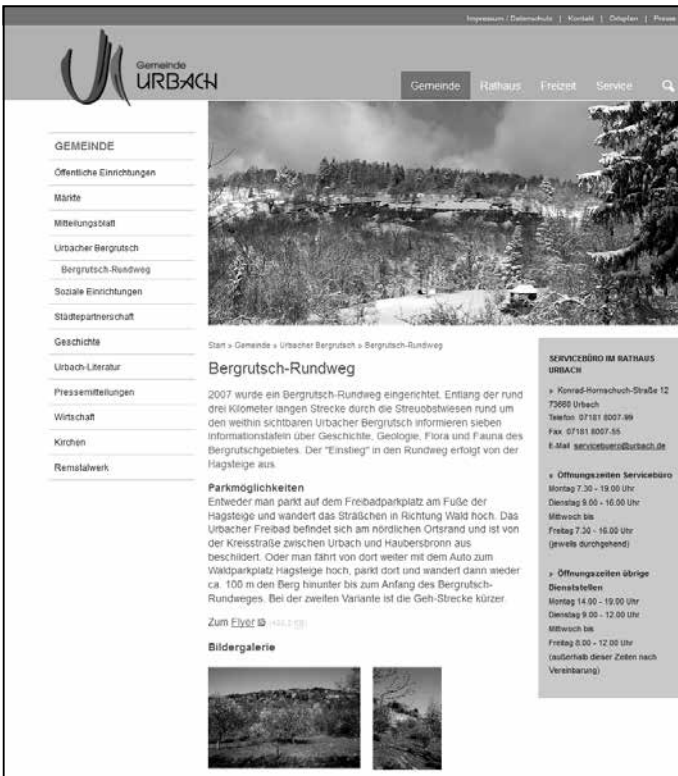 Impressum / Datenschutz | Kontakt | Ortsplan | Presse
Gemeinde
URBACH
Gemeinde Rathaus Freizeit Service
GEMEINDE
Öffentliche Einrichtungen
Märkte
Mitteilungsblatt
Urbacher Bergrutsch
Bergrutsch-Rundweg
Soziale Einrichtungen
Städtepartnerschaft
Geschichte
Urbach-Literatur
Pressemitteilungen
Wirtschaft
Kirchen
Remstalwerk
Start » Gemeinde » Urbacher Bergrutsch » Bergrutsch-Rundweg
Bergrutsch-Rundweg
2007 wurde ein Bergrutsch-Rundweg eingerichtet. Entlang der rund
drei Kilometer langen Strecke durch die Streuobstwiesen rund um
den weithin sichtbaren Urbacher Bergrutsch informieren sieben
Informationstafeln über Geschichte, Geologie, Flora und Fauna des
Bergrutschgebietes. Der "Einstieg" in den Rundweg erfolgt von der
Hagsteige aus.
Parkmöglichkeiten
Entweder man parkt auf dem Freibadparkplatz am Fuße der
Hagsteige und wandert das Sträßchen in Richtung Wald hoch. Das
Urbacher Freibad befindet sich am nördlichen Ortsrand und ist von
der Kreisstraße zwischen Urbach und Haubersbronn aus
beschildert. Oder man fährt von dort weiter mit dem Auto zum
Waldparkplatz Hagsteige hoch, parkt dort und wandert dann wieder
ca. 100 m den Berg hinunter bis zum Anfang des Bergrutsch-
Rundweges. Bei der zweiten Variante ist die Geh-Strecke kürzer.
Zum Flyer
Bildergalerie
SERVICEBÜRO IM RATHAUS
URBACH
» Konrad-Hornschuch-Straße 12
73660 Urbach
Telefon 07181 8007-99
Fax 07181 8007-55
E-Mail servicebuero@urbach.de
» Öffnungszeiten Servicebüro
Montag 7.30 - 19.00 Uhr
Dienstag 9.00 - 16.00 Uhr
Mittwoch bis
Freitag 7.30 - 16.00 Uhr
(jeweils durchgehend)
» Öffnungszeiten übrige
Dienststellen
Montag 14.00 - 19.00 Uhr
Dienstag 9.00 - 12.00 Uhr
Mittwoch bis
Freitag 8.00 - 12.00 Uhr
(außerhalb dieser Zeiten nach
Vereinbarung)